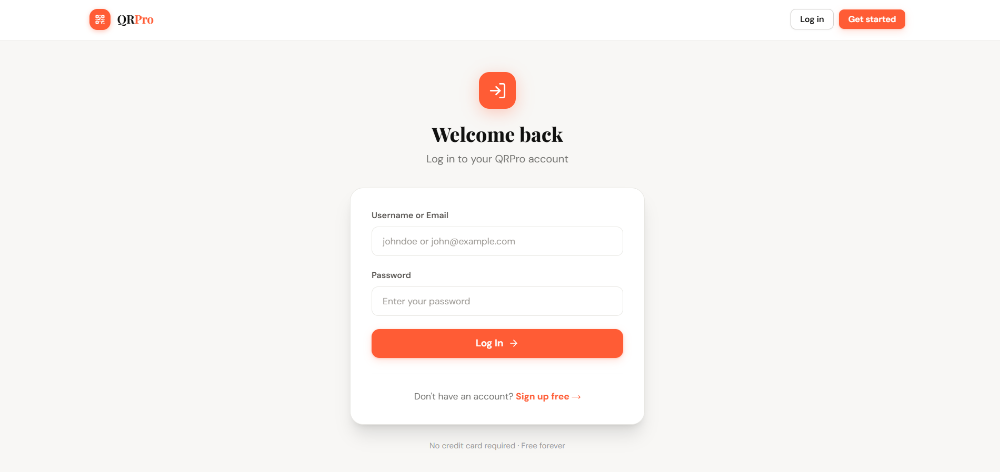 QRPro
Log in
Get started
Welcome back
Log in to your QRPro account
Username or Email
johndoe or john@example.com
Password
Enter your password
Log In →
Don't have an account? Sign up free →
No credit card required · Free forever